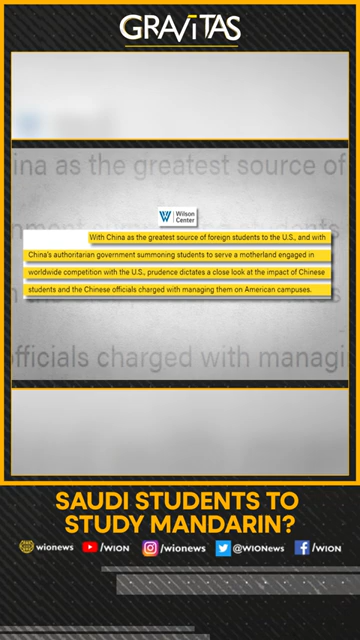 GRAVITAS
ina as the greatest source of
Wilson
Center
With China as the greatest source of foreign students to the U.S., and with
China's authoritarian government summoning students to serve a motherland engaged in
worldwide competition with the U.S., prudence dictates a close look at the impact of Chinese
students and the Chinese officials charged with managing them on American campuses.
officials charged with managi
SAUDI STUDENTS TO
STUDY MANDARIN?
wionews /WION /wionews @WIONews /WION